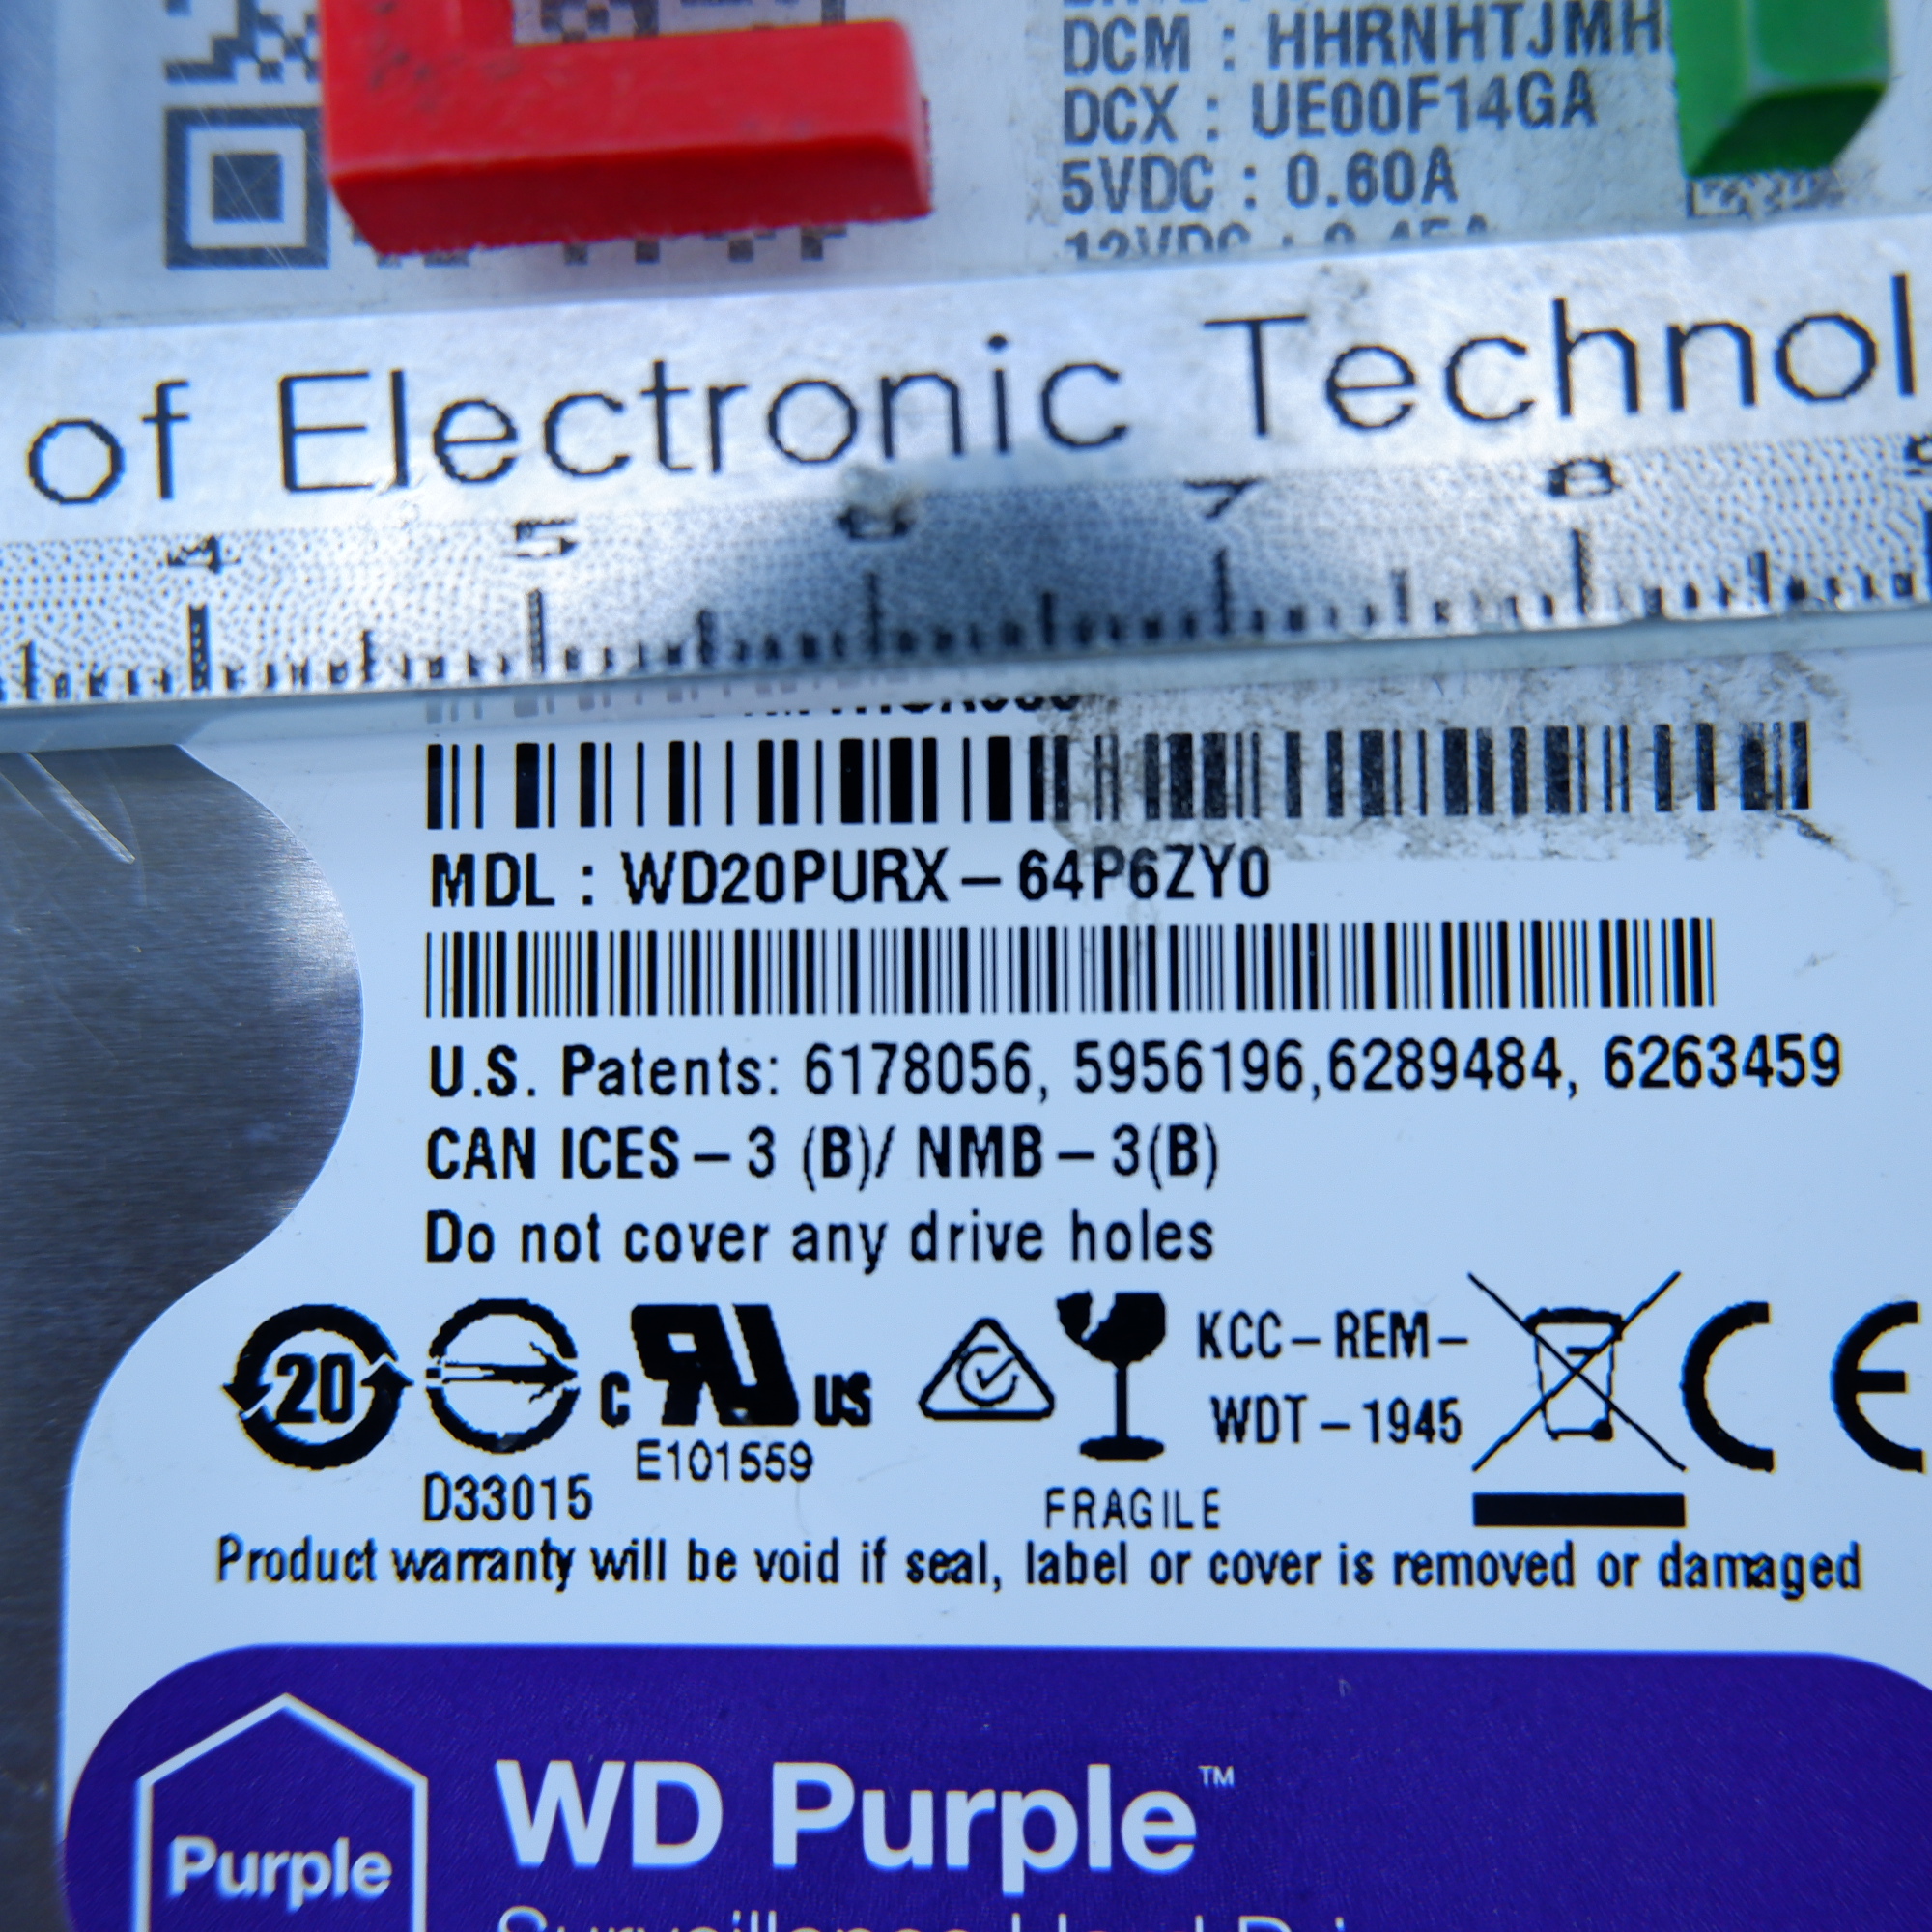 DCM : HHRNHTJMH
DCX : UE00F14GA
5VDC : 0.60A
of Electronic Technol
4 5 6 7 8
MDL : WD20PURX – 64P6ZY0
U.S. Patents: 6178056, 5956196,6289484, 6263459
CAN ICES – 3 (B)/ NMB – 3(B)
Do not cover any drive holes
20
C UR US
KCC – REM –
WDT – 1945
CE
E101559
D33015
FRAGILE
Product warranty will be void if seal, label or cover is removed or damaged
WD Purple™
Purple